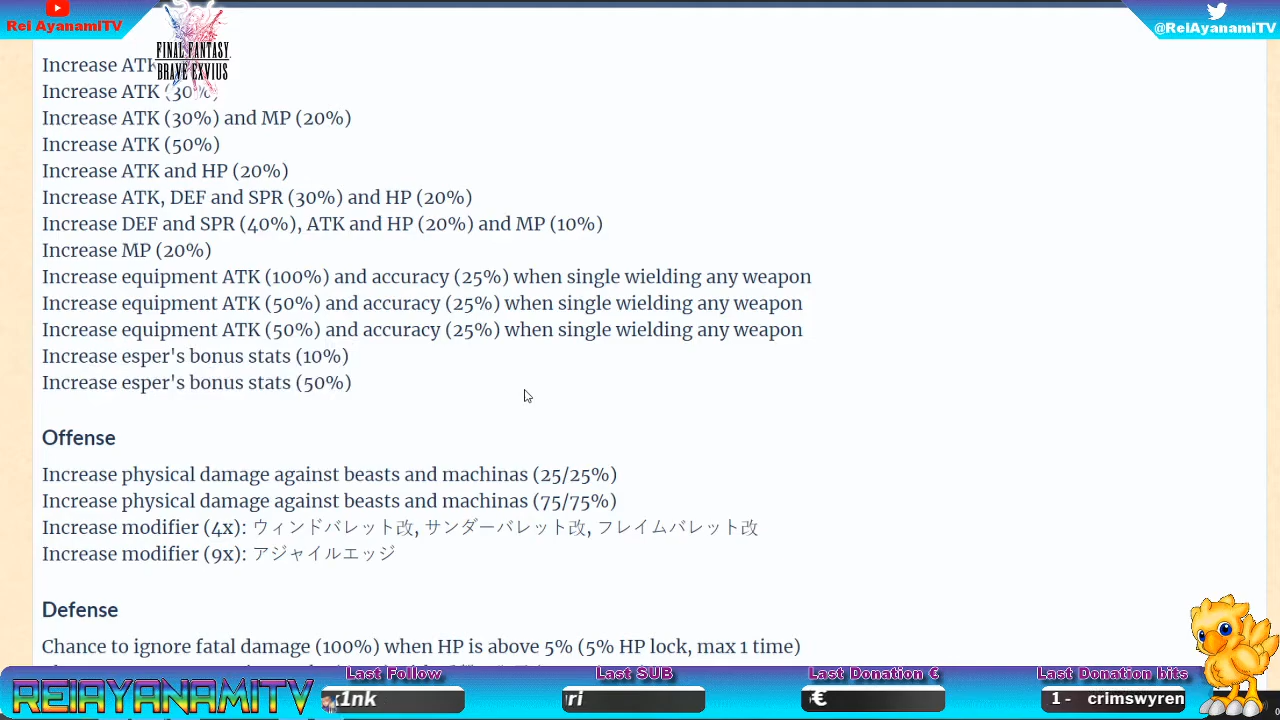 Rei AyanamiTV
@ReiAyanamiTV
FINAL FANTASY
BRAVE EXVIUS
Increase ATK
Increase ATK (30%)
Increase ATK (30%) and MP (20%)
Increase ATK (50%)
Increase ATK and HP (20%)
Increase ATK, DEF and SPR (30%) and HP (20%)
Increase DEF and SPR (40%), ATK and HP (20%) and MP (10%)
Increase MP (20%)
Increase equipment ATK (100%) and accuracy (25%) when single wielding any weapon
Increase equipment ATK (50%) and accuracy (25%) when single wielding any weapon
Increase equipment ATK (50%) and accuracy (25%) when single wielding any weapon
Increase esper's bonus stats (10%)
Increase esper's bonus stats (50%)
Offense
Increase physical damage against beasts and machinas (25/25%)
Increase physical damage against beasts and machinas (75/75%)
Increase modifier (4x): ウィンドバレット改, サンダーバレット改, フレイムバレット改
Increase modifier (9x): アジャイルエッジ
Defense
Chance to ignore fatal damage (100%) when HP is above 5% (5% HP lock, max 1 time)
Last Follow
Last SUB
Last Donation €
Last Donation bits
REIAYANAMITV
k1nk
ri
€
1 - crimswyren